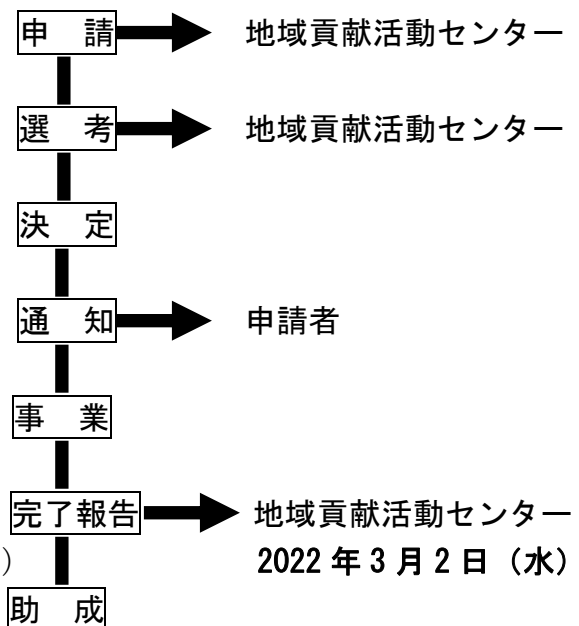 申　請 地域貢献活動センター
選　考 地域貢献活動センター
決　定
通　知 申請者
事　業
完了報告 地域貢献活動センター
） 2022年3月2日（水）
助　成